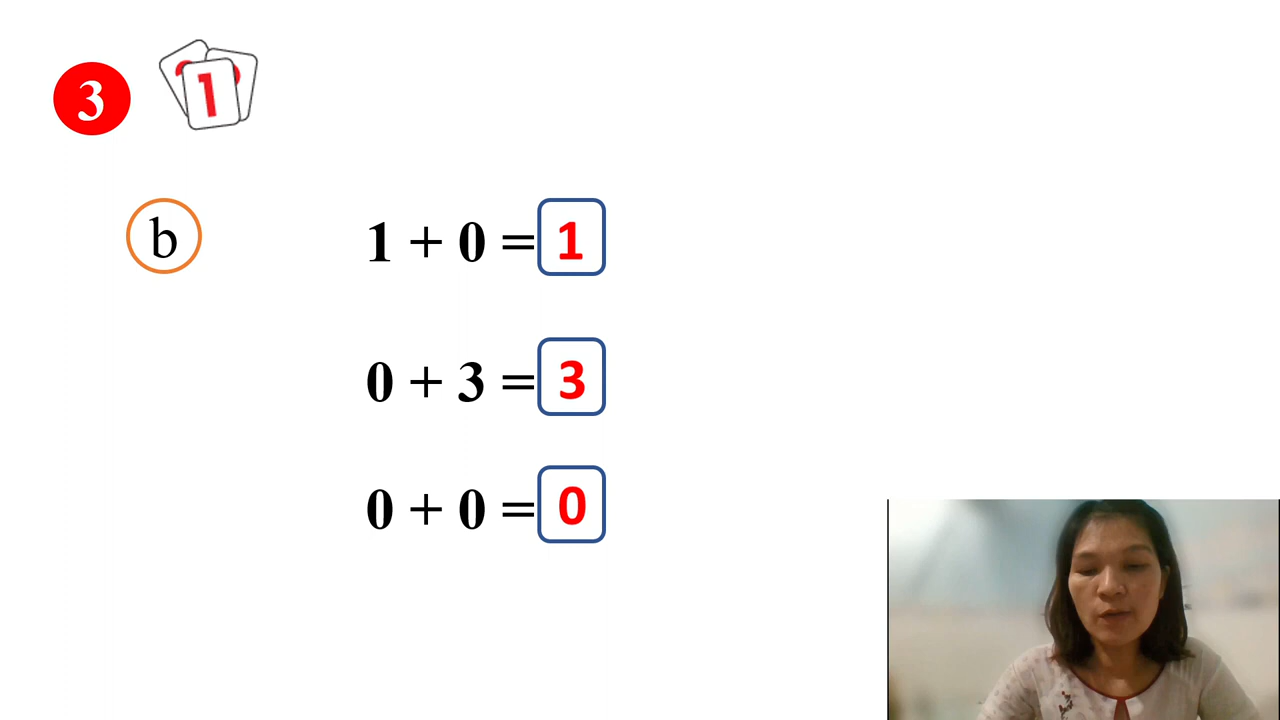 3 1
b 1 + 0 = 1
0 + 3 = 3
0 + 0 = 0